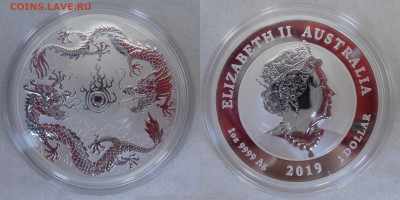 COINS.LAVE.RU
ELIZABETH II AUSTRALIA
1oz 9999 Ag 2019 1 DOLLAR